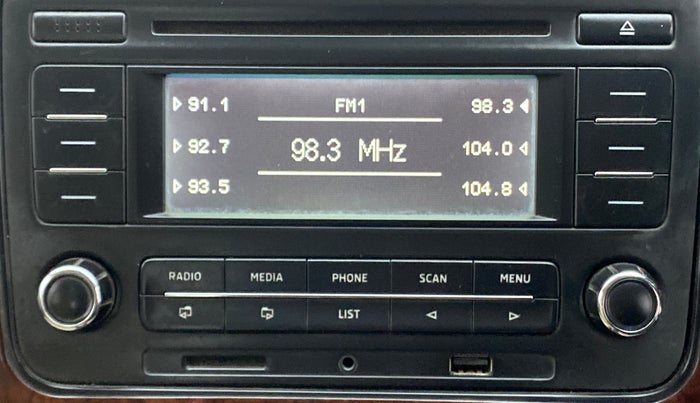 91.1 FM1 98.3
92.7 98.3 MHz 104.0
93.5 104.8
RADIO MEDIA PHONE SCAN MENU
LIST